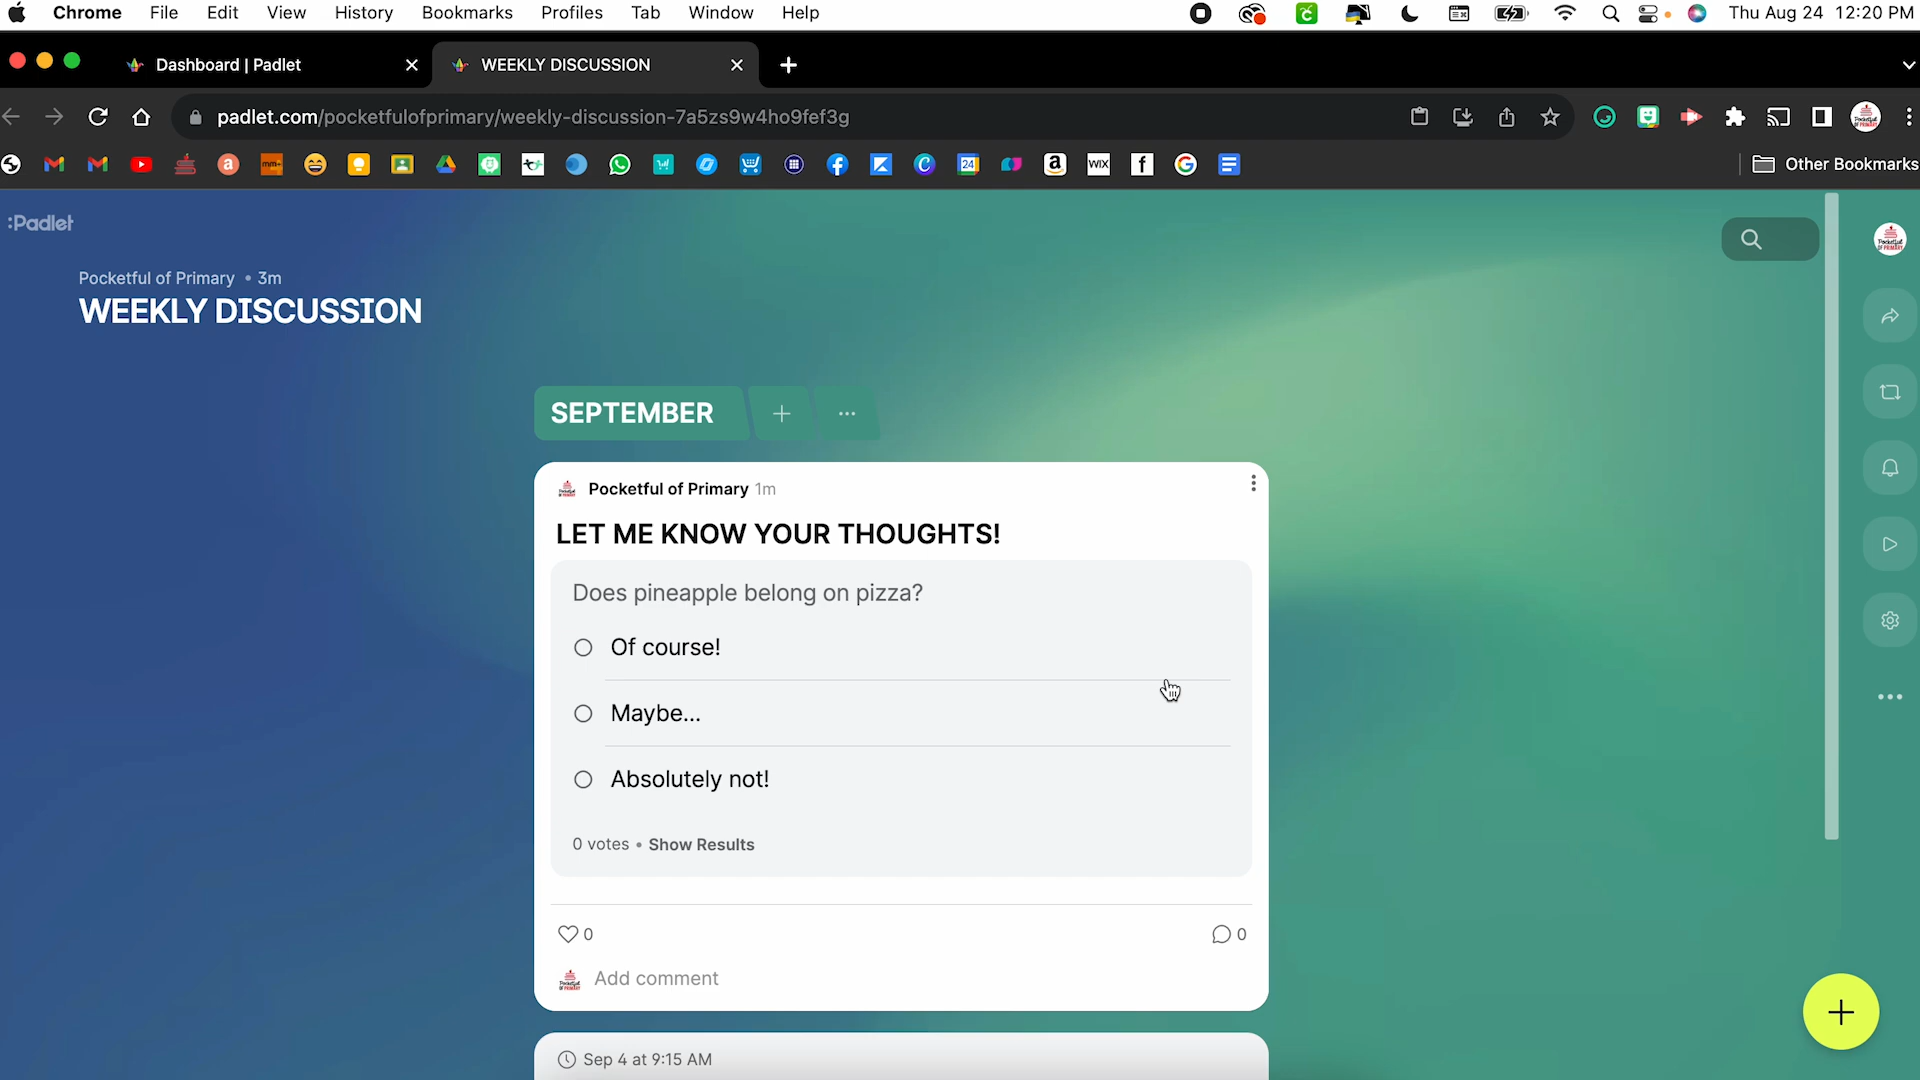 Chrome File Edit View History Bookmarks Profiles Tab Window Help Thu Aug 24 12:20 PM
Dashboard | Padlet WEEKLY DISCUSSION
padlet.com/pocketfulofprimary/weekly-discussion-7a5zs9w4ho9fef3g
24 WIX Other Bookmarks
:Padlet
Pocketful of Primary • 3m
WEEKLY DISCUSSION
SEPTEMBER
Pocketful of Primary 1m
LET ME KNOW YOUR THOUGHTS!
Does pineapple belong on pizza?
Of course!
Maybe...
Absolutely not!
0 votes • Show Results
0 0
Add comment
Sep 4 at 9:15 AM